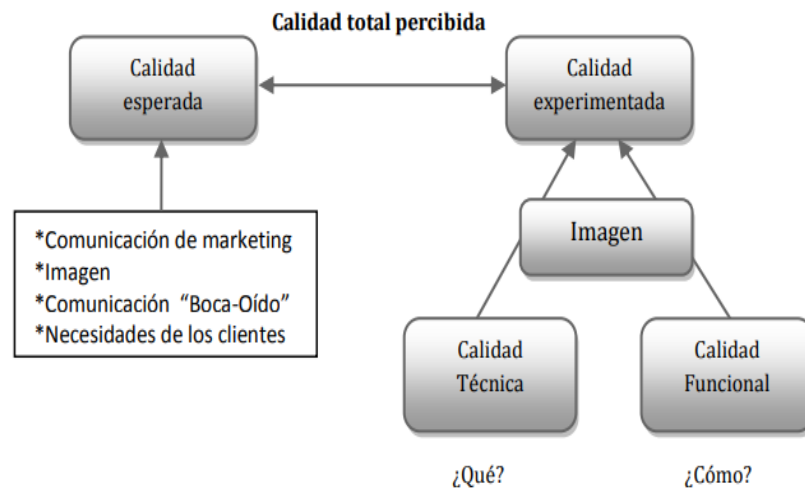 Calidad total percibida
Calidad
esperada
Calidad
experimentada
*Comunicación de marketing
*Imagen
*Comunicación “Boca-Oído”
*Necesidades de los clientes
Imagen
Calidad
Técnica
Calidad
Funcional
¿Qué?
¿Cómo?